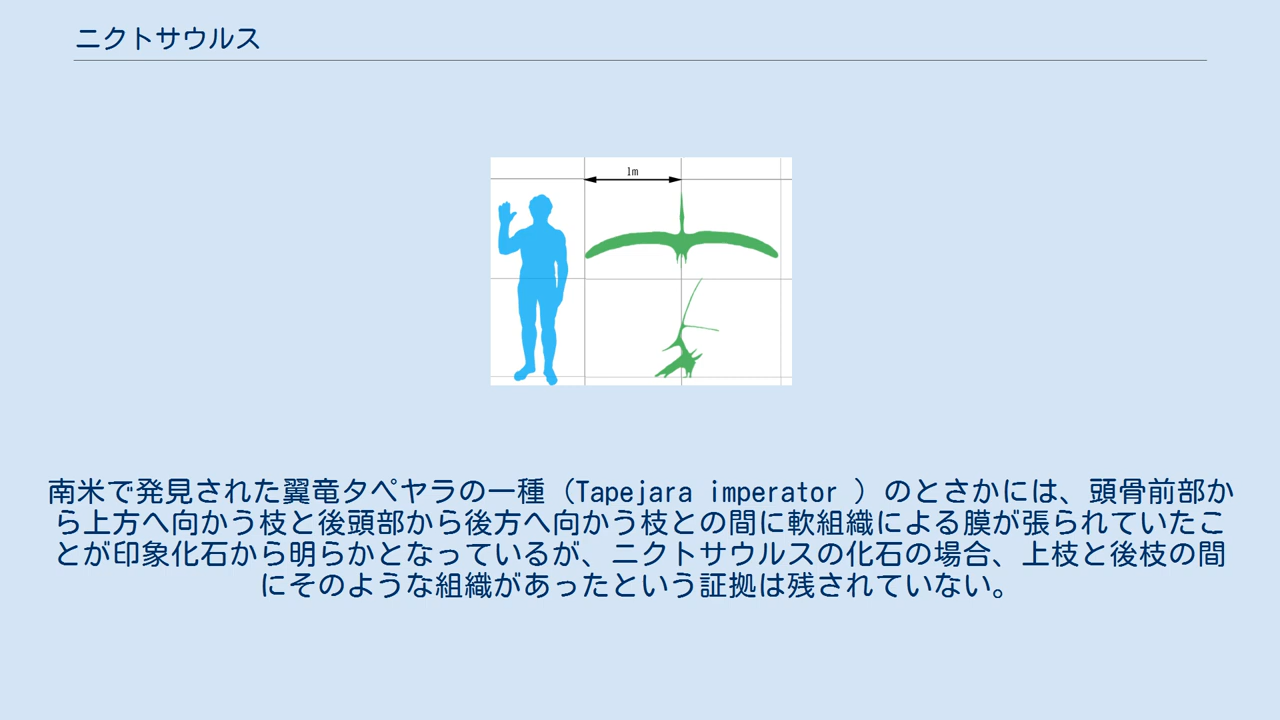 ニクトサウルス
1m
南米で発見された翼竜タペヤラの一種（Tapejara imperator ）のとさかには、頭骨前部か
ら上方へ向かう枝と後頭部から後方へ向かう枝との間に軟組織による膜が張られていたこ
とが印象化石から明らかとなっているが、ニクトサウルスの化石の場合、上枝と後枝の間
にそのような組織があったという証拠は残されていない。